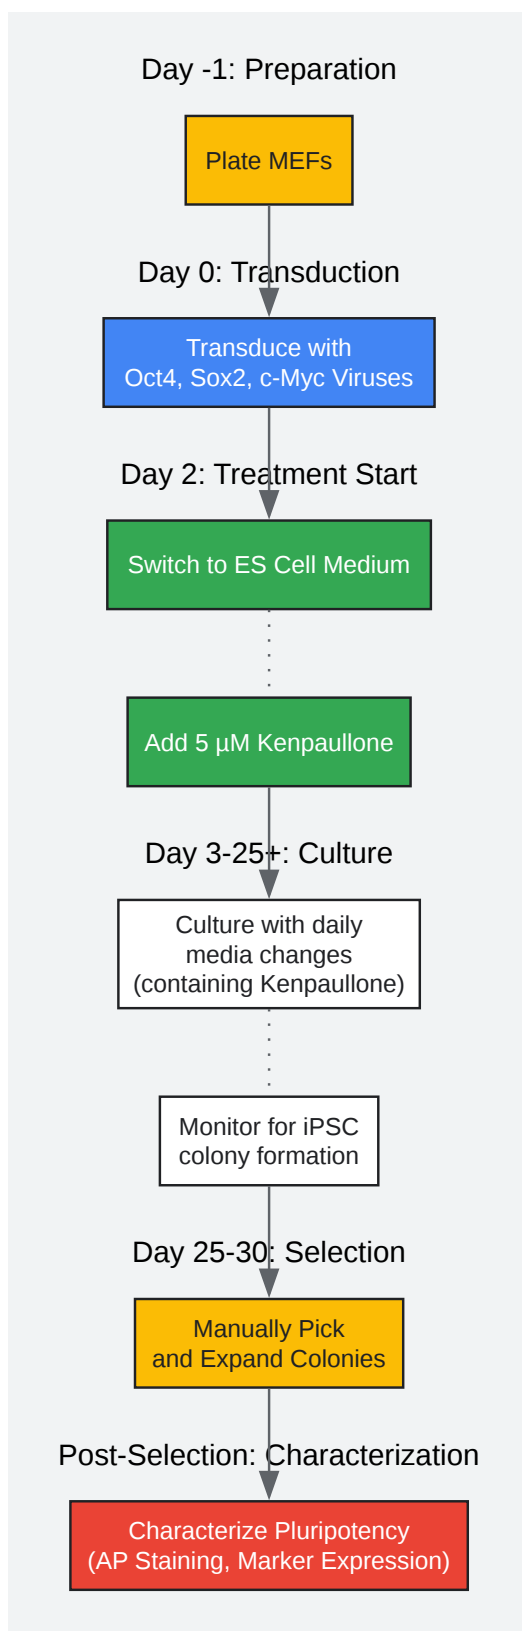 Day -1: Preparation
Plate MEFs
Day 0: Transduction
Transduce with
Oct4, Sox2, c-Myc Viruses
Day 2: Treatment Start
Switch to ES Cell Medium
Add 5 µM Kenpaullone
Day 3-25+: Culture
Culture with daily
media changes
(containing Kenpaullone)
Monitor for iPSC
colony formation
Day 25-30: Selection
Manually Pick
and Expand Colonies
Post-Selection: Characterization
Characterize Pluripotency
(AP Staining, Marker Expression)